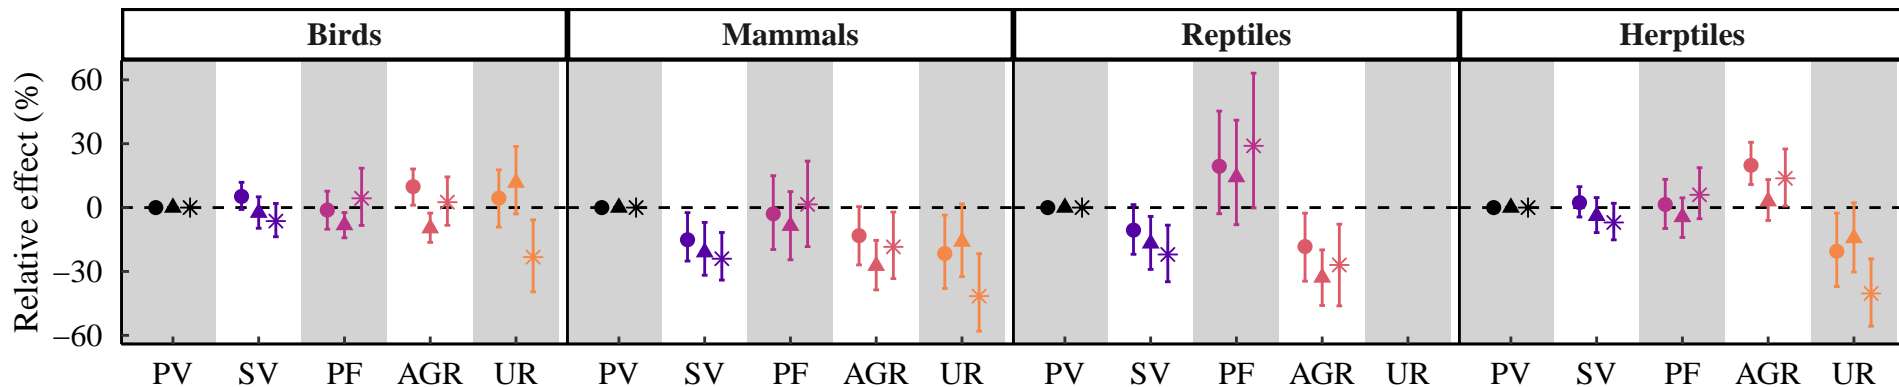 Birds Mammals Reptiles Herptiles
Relative effect (%)
60
30
0
−30
−60
PV SV PF AGR UR PV SV PF AGR UR PV SV PF AGR UR PV SV PF AGR UR